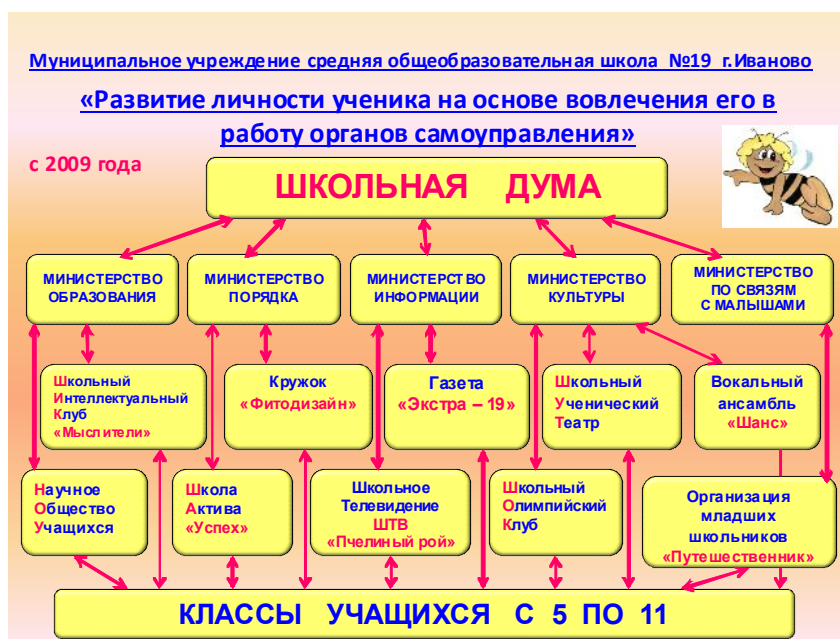 Муниципальное учреждение средняя общеобразовательная школа №19 г.Иваново
«Развитие личности ученика на основе вовлечения его в
работу органов самоуправления»
с 2009 года
ШКОЛЬНАЯ ДУМА
МИНИСТЕРСТВО
ОБРАЗОВАНИЯ
МИНИСТЕРСТВО
ПОРЯДКА
МИНИСТЕРСТВО
ИНФОРМАЦИИ
МИНИСТЕРСТВО
КУЛЬТУРЫ
МИНИСТЕРСТВО
ПО СВЯЗЯМ
С МАЛЫШАМИ
Школьный
Интеллектуальный
Клуб
«Мыслители»
Кружок
«Фитодизайн»
Газета
«Экстра – 19»
Школьный
Ученический
Театр
Вокальный
ансамбль
«Шанс»
Научное
Общество
Учащихся
Школа
Актива
«Успех»
Школьное
Телевидение
ШТВ
«Пчелиный рой»
Школьный
Олимпийский
Клуб
Организация
младших
школьников
«Путешественник»
КЛАССЫ УЧАЩИХСЯ С 5 ПО 11